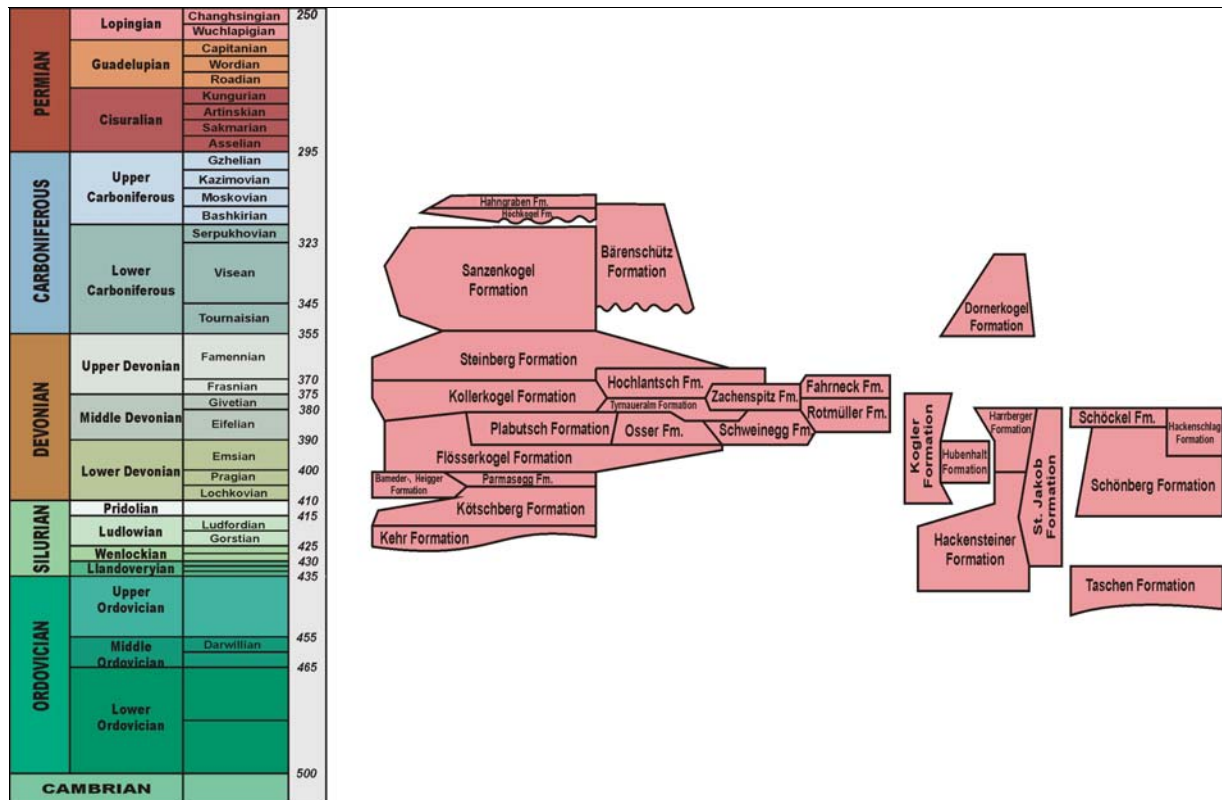 PERMIAN
Lopingian
Changhsingian
Wuchlapigian
Guadelupian
Capitanian
Wordian
Roadian
Cisuralian
Kungurian
Artinskian
Sakmarian
Asselian
CARBONIFEROUS
Upper
Carboniferous
Gzhelian
Kazimovian
Moskovian
Bashkirian
Lower
Carboniferous
Serpukhovian
Visean
Tournaisian
DEVONIAN
Upper Devonian
Famennian
Frasnian
Middle Devonian
Givetian
Eifelian
Lower Devonian
Emsian
Pragian
Lochkovian
SILURIAN
Pridolian
Ludlowian
Ludfordian
Gorstian
Wenlockian
Llandoveryian
ORDOVICIAN
Upper
Ordovician
Middle
Ordovician
Darwillian
Lower
Ordovician
CAMBRIAN
250
295
323
345
355
370
375
380
390
400
410
415
425
430
435
455
465
500
Hahngraben Fm.
Hochkogel Fm.
Sanzenkogel
Formation
Bärenschütz
Formation
Dornerkogel
Formation
Steinberg Formation
Kollerkogel Formation
Hochlantsch Fm.
Tyrnaueralm Formation
Zachenspitz Fm.
Fahrneck Fm.
Rotmüller Fm.
Plabutsch Formation
Osser Fm.
Schweinegg Fm.
Flösserkogel Formation
Bameder-, Heigger
Formation
Parmasegg Fm.
Kötschberg Formation
Kehr Formation
Kogler
Formation
Harrberger
Formation
Hubenhalt
Formation
St. Jakob
Formation
Hackensteiner
Formation
Schöckel Fm.
Hackenschlag
Formation
Schönberg Formation
Taschen Formation